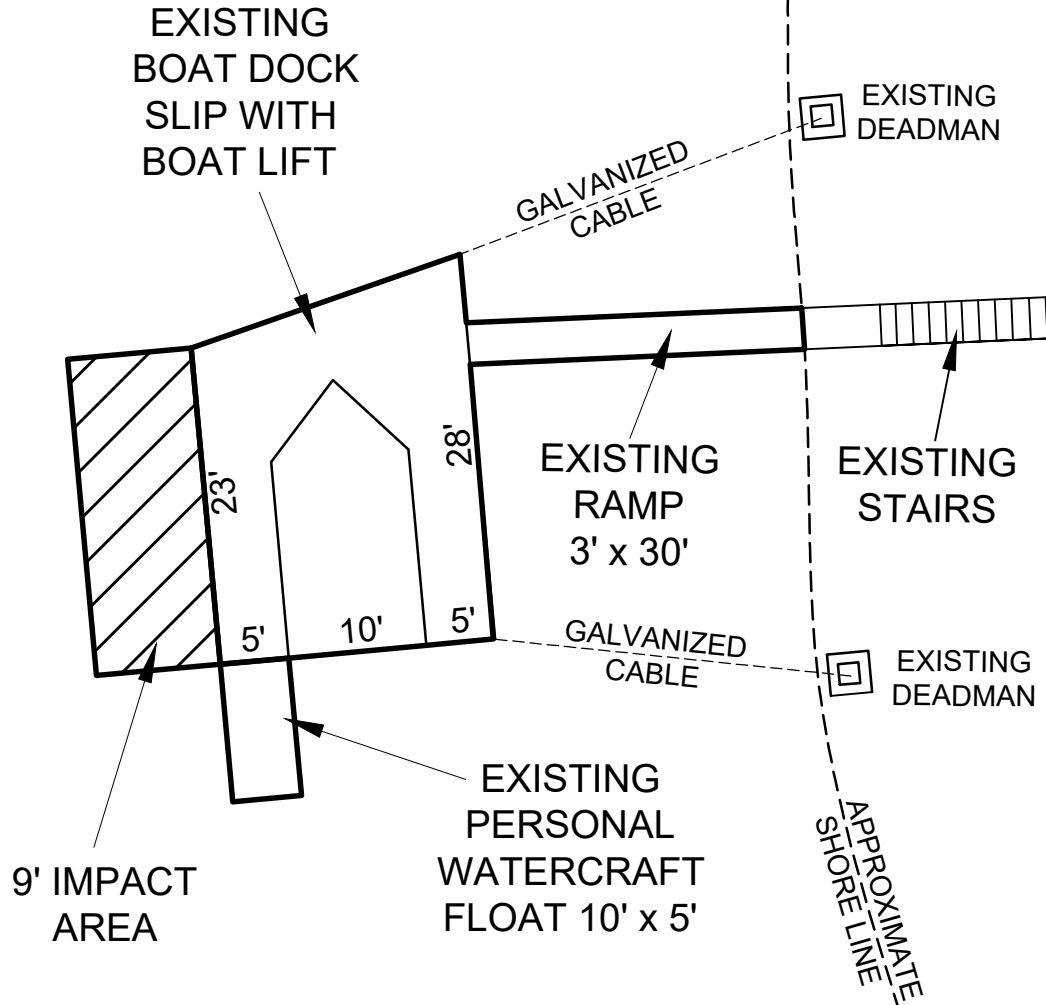 EXISTING
BOAT DOCK
SLIP WITH
BOAT LIFT
EXISTING
DEADMAN
GALVANIZED
CABLE
23'
28'
EXISTING
RAMP
3' x 30'
EXISTING
STAIRS
5'
10'
5'
GALVANIZED
CABLE
EXISTING
DEADMAN
EXISTING
PERSONAL
WATERCRAFT
FLOAT 10' x 5'
9' IMPACT
AREA
APPROXIMATE
SHORE LINE